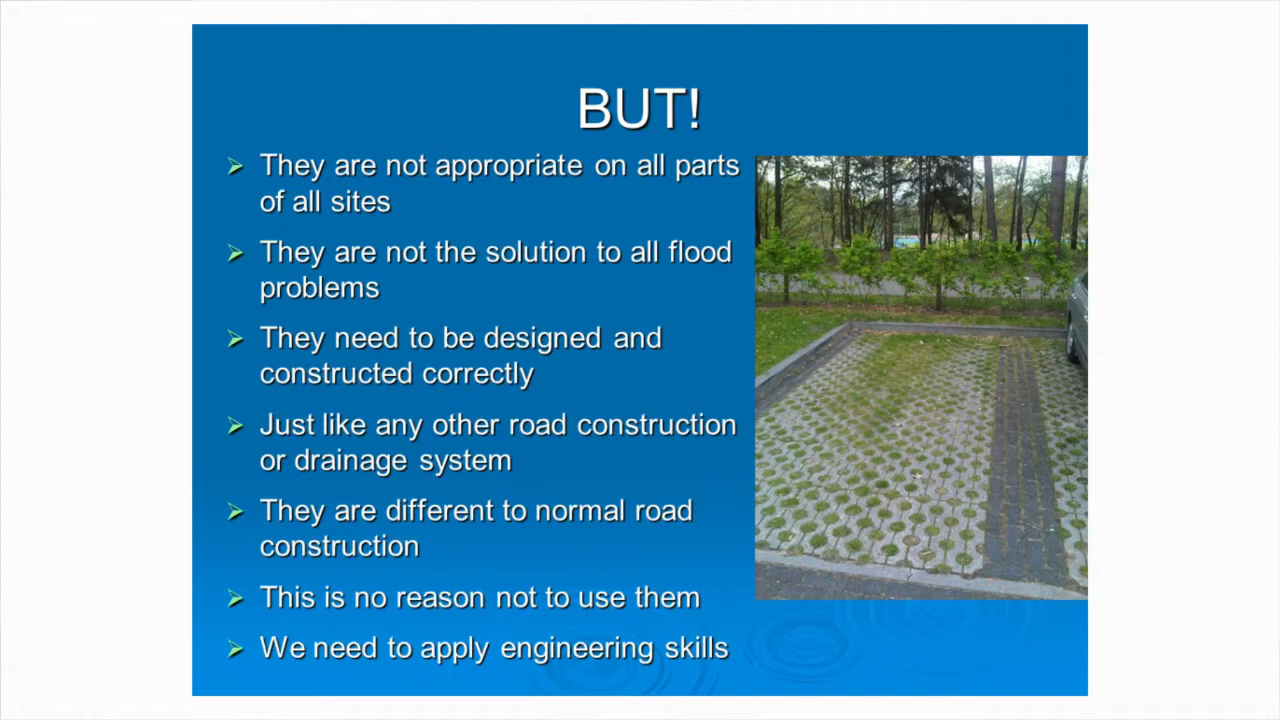 BUT!
They are not appropriate on all parts
of all sites
They are not the solution to all flood
problems
They need to be designed and
constructed correctly
Just like any other road construction
or drainage system
They are different to normal road
construction
This is no reason not to use them
We need to apply engineering skills